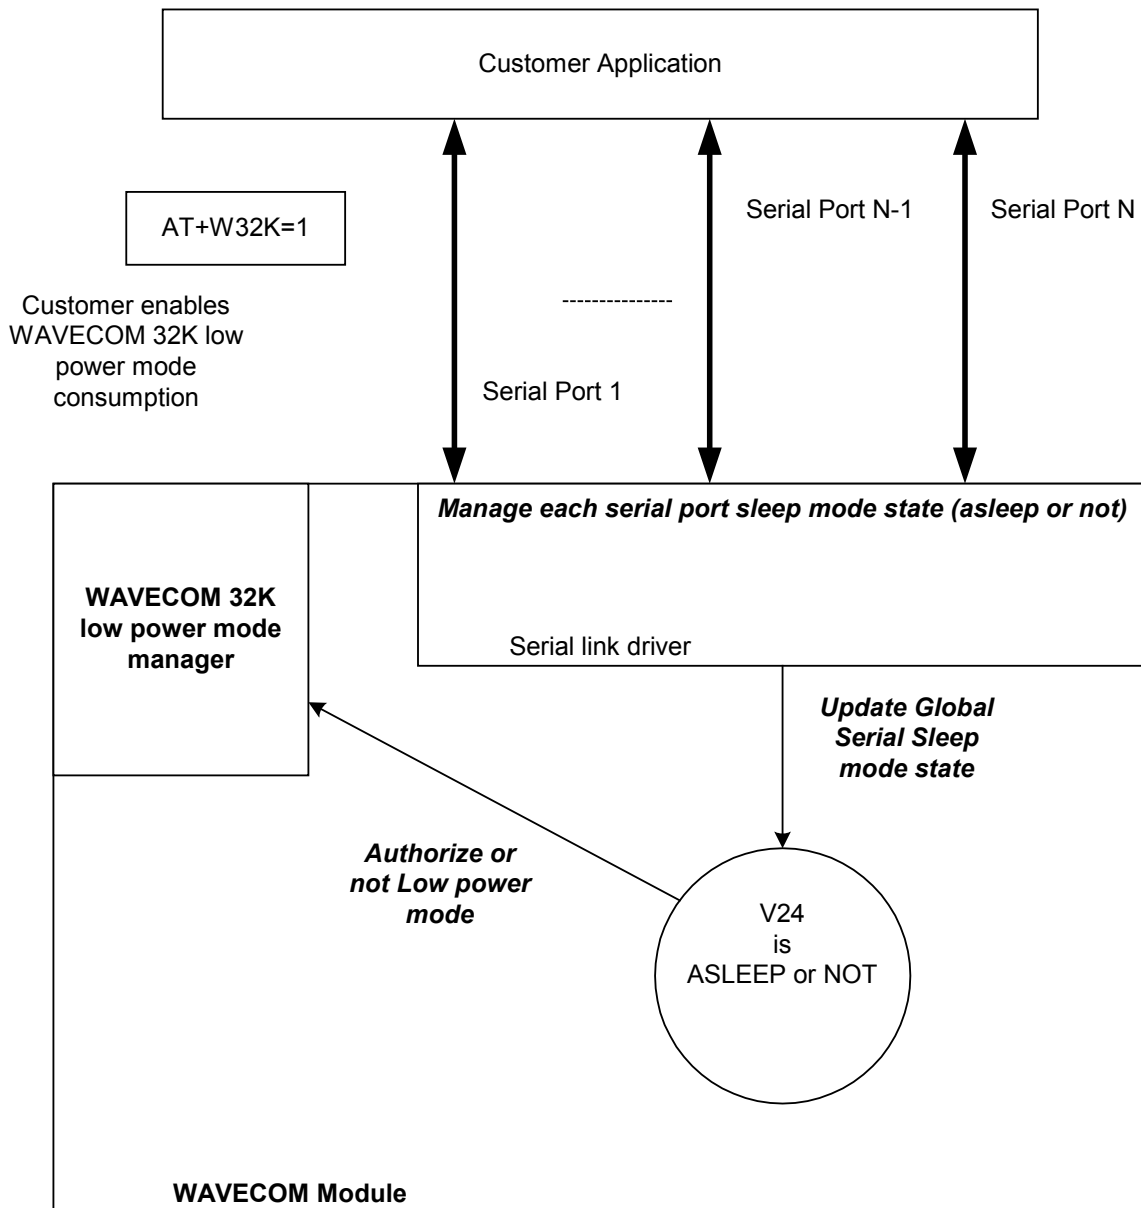 Customer Application
Serial Port N-1
Serial Port N
AT+W32K=1
Customer enables
WAVECOM 32K low
power mode
consumption
Serial Port 1
Manage each serial port sleep mode state (asleep or not)
WAVECOM 32K
low power mode
manager
Serial link driver
Update Global
Serial Sleep
mode state
Authorize or
not Low power
mode
V24
is
ASLEEP or NOT
WAVECOM Module